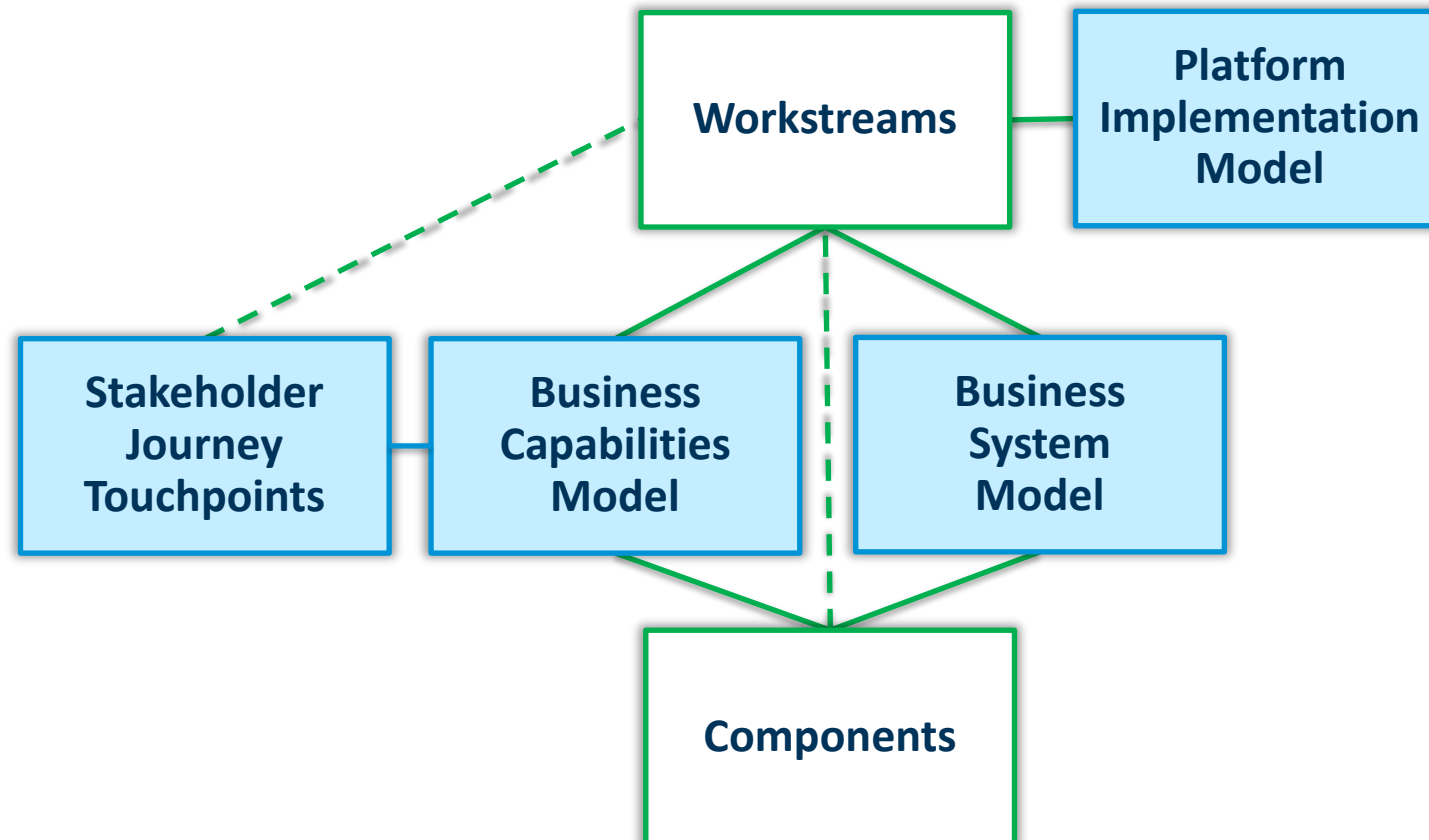 Workstreams
Platform
Implementation
Model
Stakeholder
Journey
Touchpoints
Business
Capabilities
Model
Business
System
Model
Components